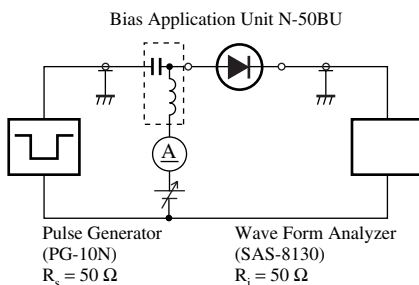 Bias Application Unit N-50BU
A
Pulse Generator
(PG-10N)
Rs = 50 Ω
Wave Form Analyzer
(SAS-8130)
Ri = 50 Ω